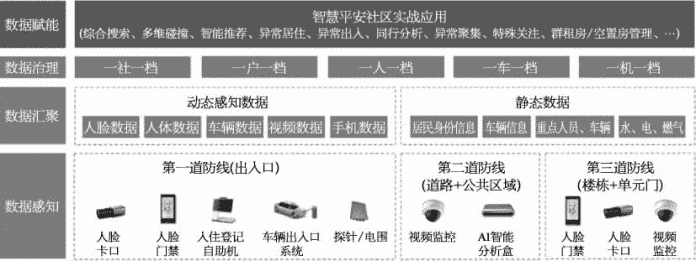 数据赋能
智慧平安社区实战应用
(综合搜索、多维碰撞、智能推荐、异常居住、异常出入、同行分析、异常聚集、特殊关注、群租房/空置房管理、…)
数据治理
一社一档
一户一档
一人一档
一车一档
一机一档
数据汇聚
动态感知数据
静态数据
人脸数据
人体数据
车辆数据
视频数据
手机数据
居民身份信息
车辆信息
重点人员、车辆
水、电、燃气
数据感知
第一道防线(出入口)
第二道防线
(道路+公共区域)
第三道防线
(楼栋+单元门)
人脸
卡口
人脸
门禁
人住登记
自助机
车辆出入口
系统
探针/电围
视频监控
AI智能
分析盒
人脸
门禁
人脸
卡口
视频
监控